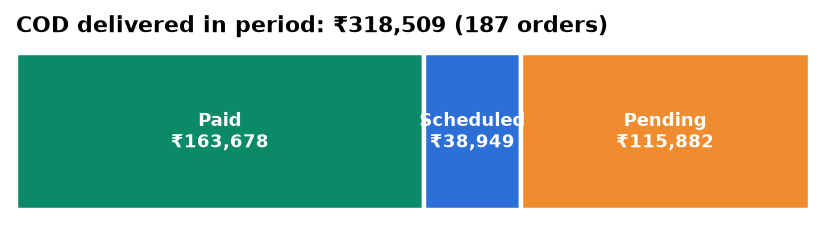 COD delivered in period: ₹318,509 (187 orders)
Paid
₹163,678
Scheduled
₹38,949
Pending
₹115,882